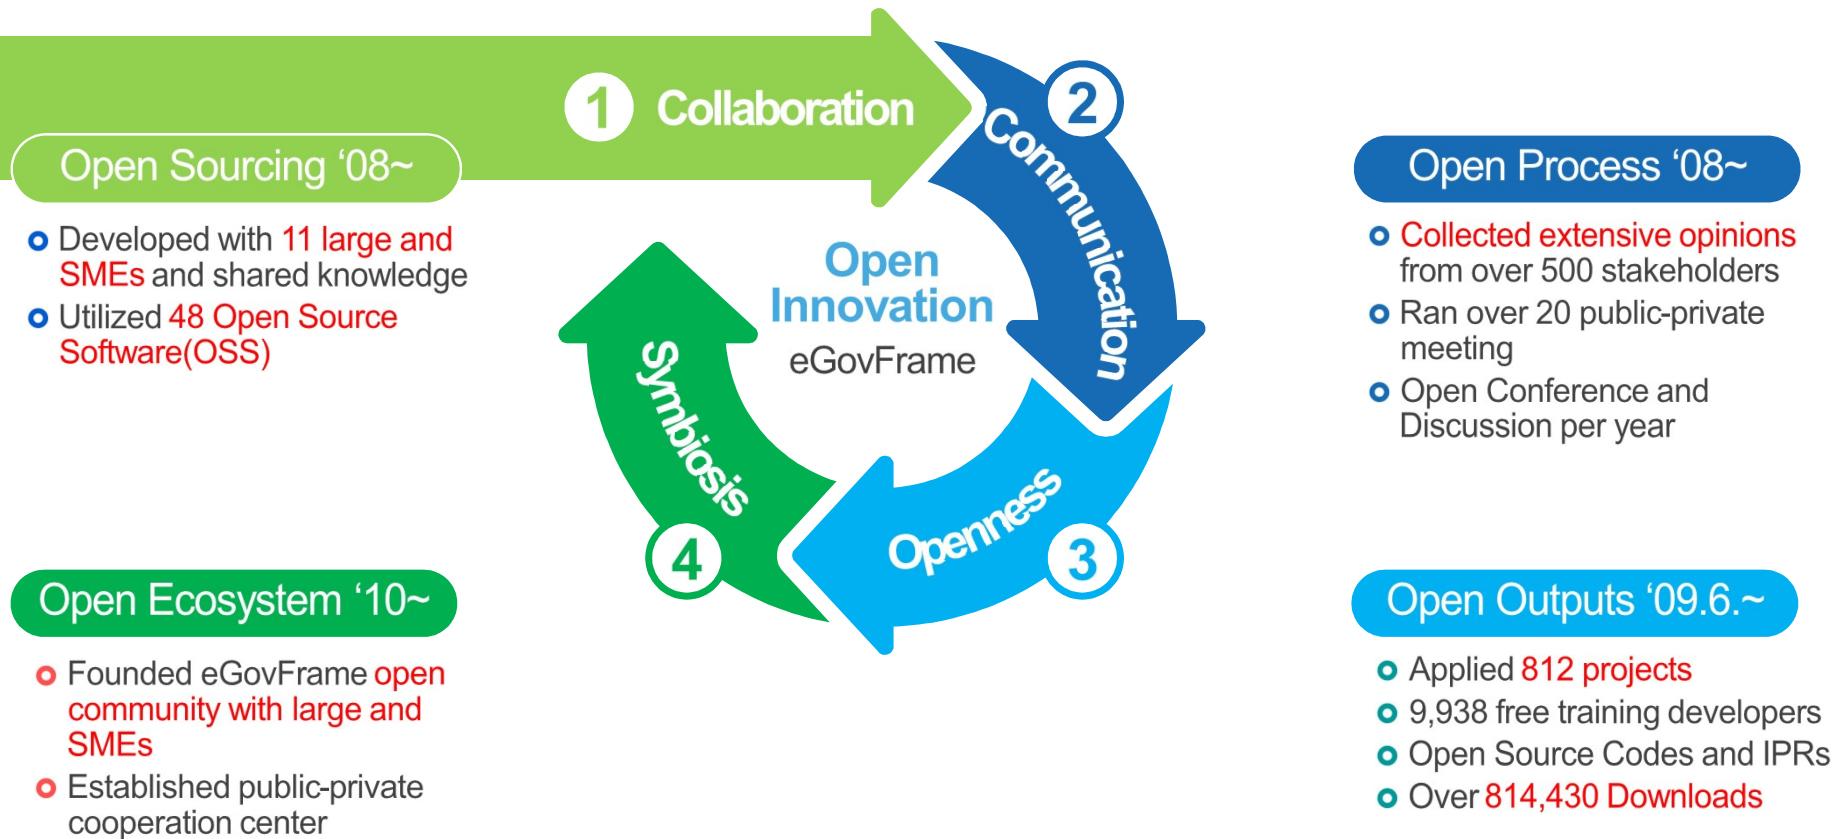 1 Collaboration
2
Communication
Open Sourcing ‘08~
Developed with 11 large and
SMEs and shared knowledge
Utilized 48 Open Source
Software(OSS)
Open
Innovation
eGovFrame
Open Process ‘08~
Collected extensive opinions
from over 500 stakeholders
Ran over 20 public-private
meeting
Open Conference and
Discussion per year
Symbiosis
4
Openness
3
Open Ecosystem ‘10~
Founded eGovFrame open
community with large and
SMEs
Established public-private
cooperation center
Open Outputs ‘09.6.~
Applied 812 projects
9,938 free training developers
Open Source Codes and IPRs
Over 814,430 Downloads